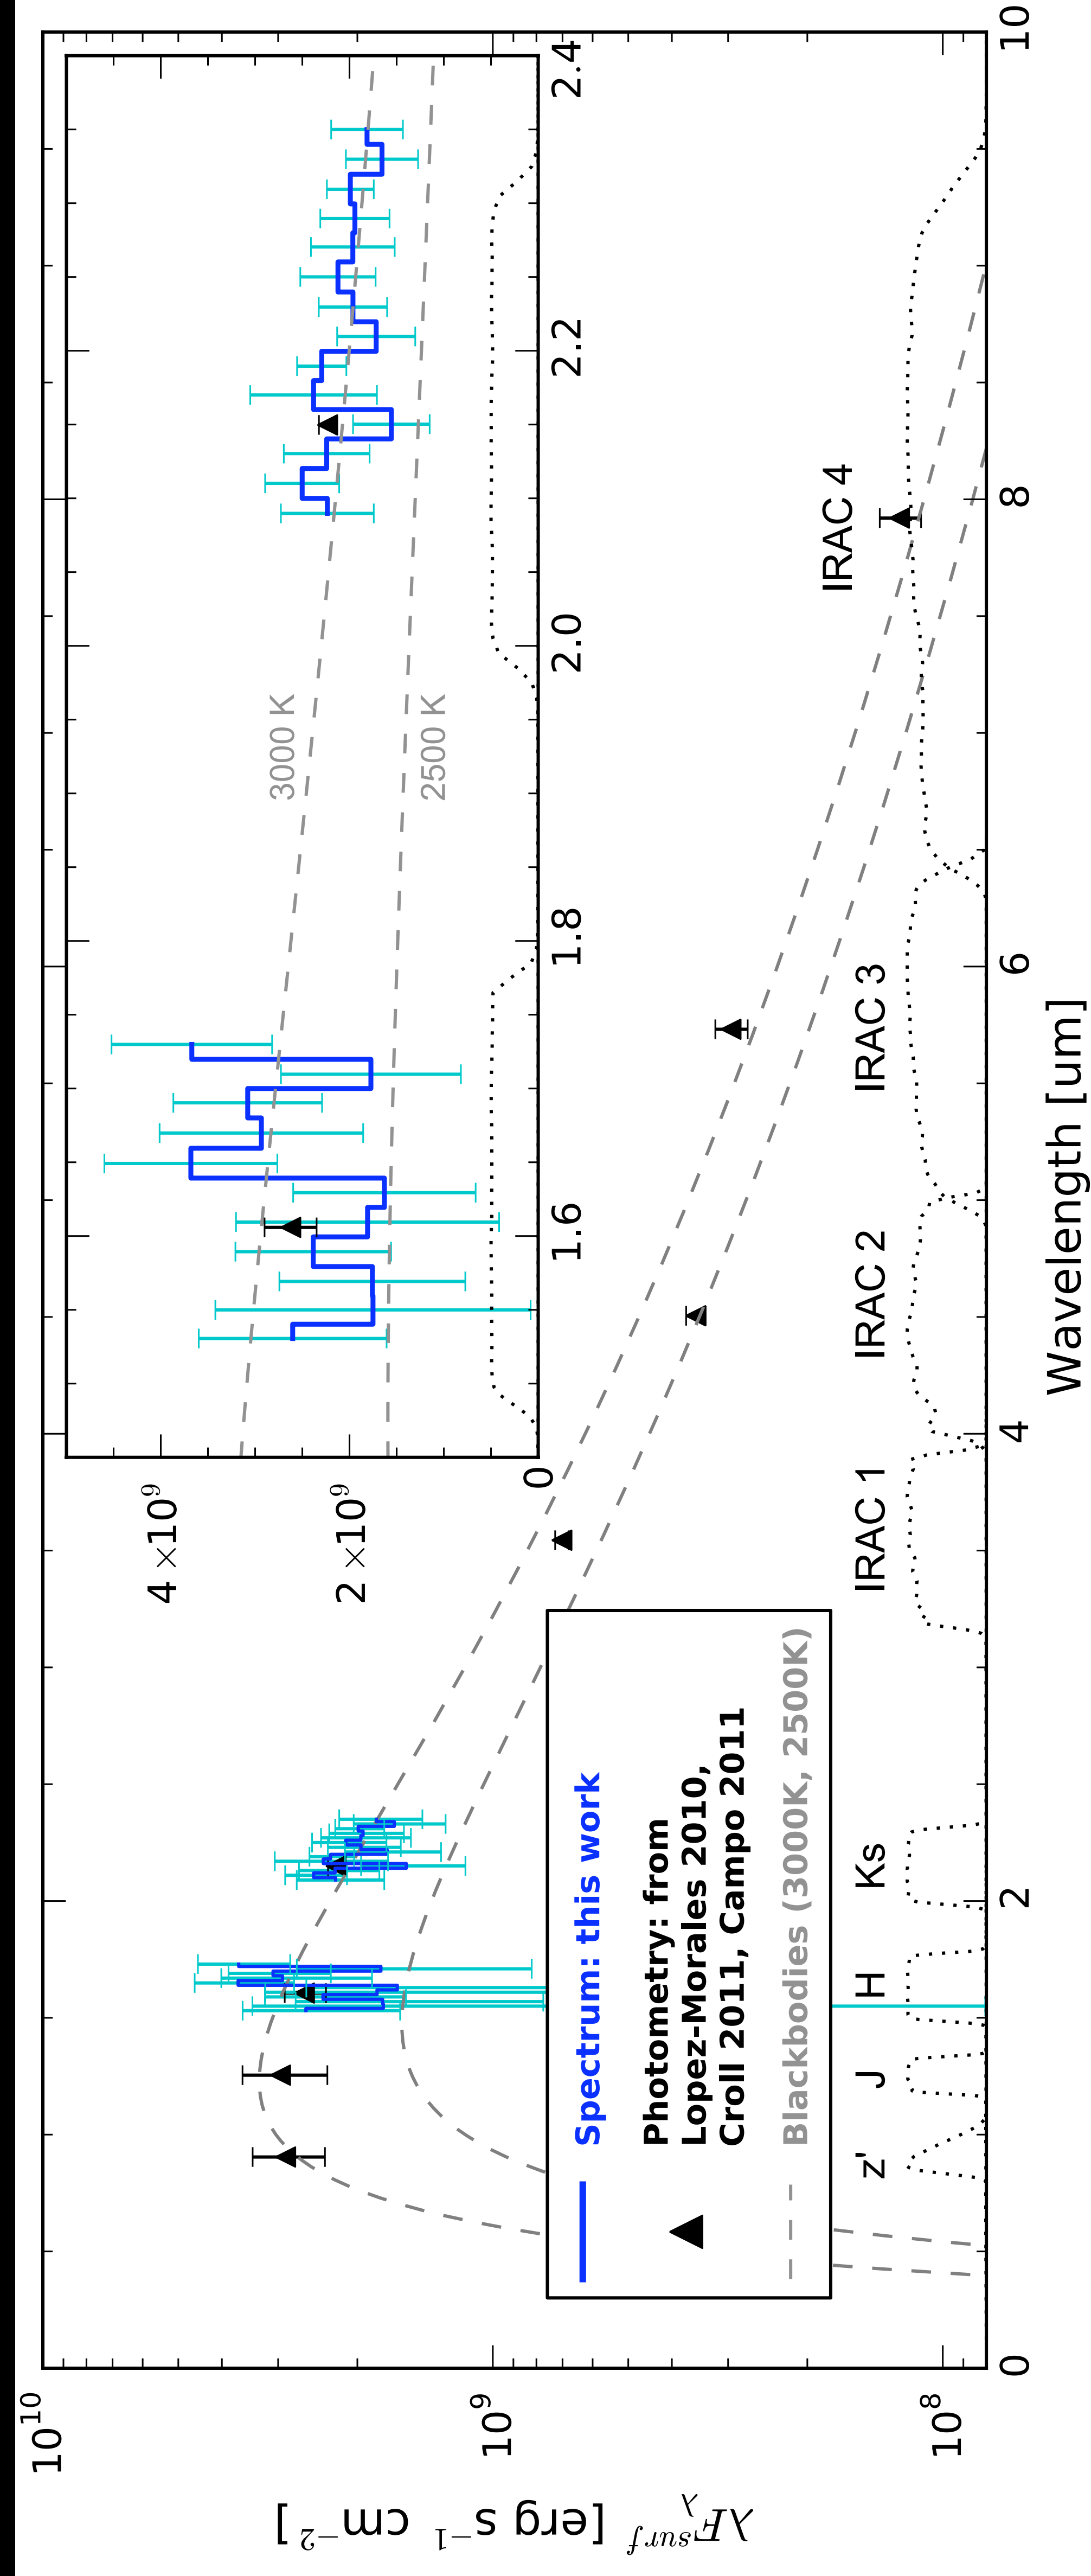 10^10
10^9
10^8
λF_λ^surf [erg s^−1 cm^−2]
4 ×10^9
2 ×10^9
0
3000 K
2500 K
1.6
1.8
2.0
2.2
2.4
Spectrum: this work
Photometry: from
Lopez-Morales 2010,
Croll 2011, Campo 2011
Blackbodies (3000K, 2500K)
z'
J
H
Ks
IRAC 1
IRAC 2
IRAC 3
IRAC 4
0
2
4
6
8
10
Wavelength [um]